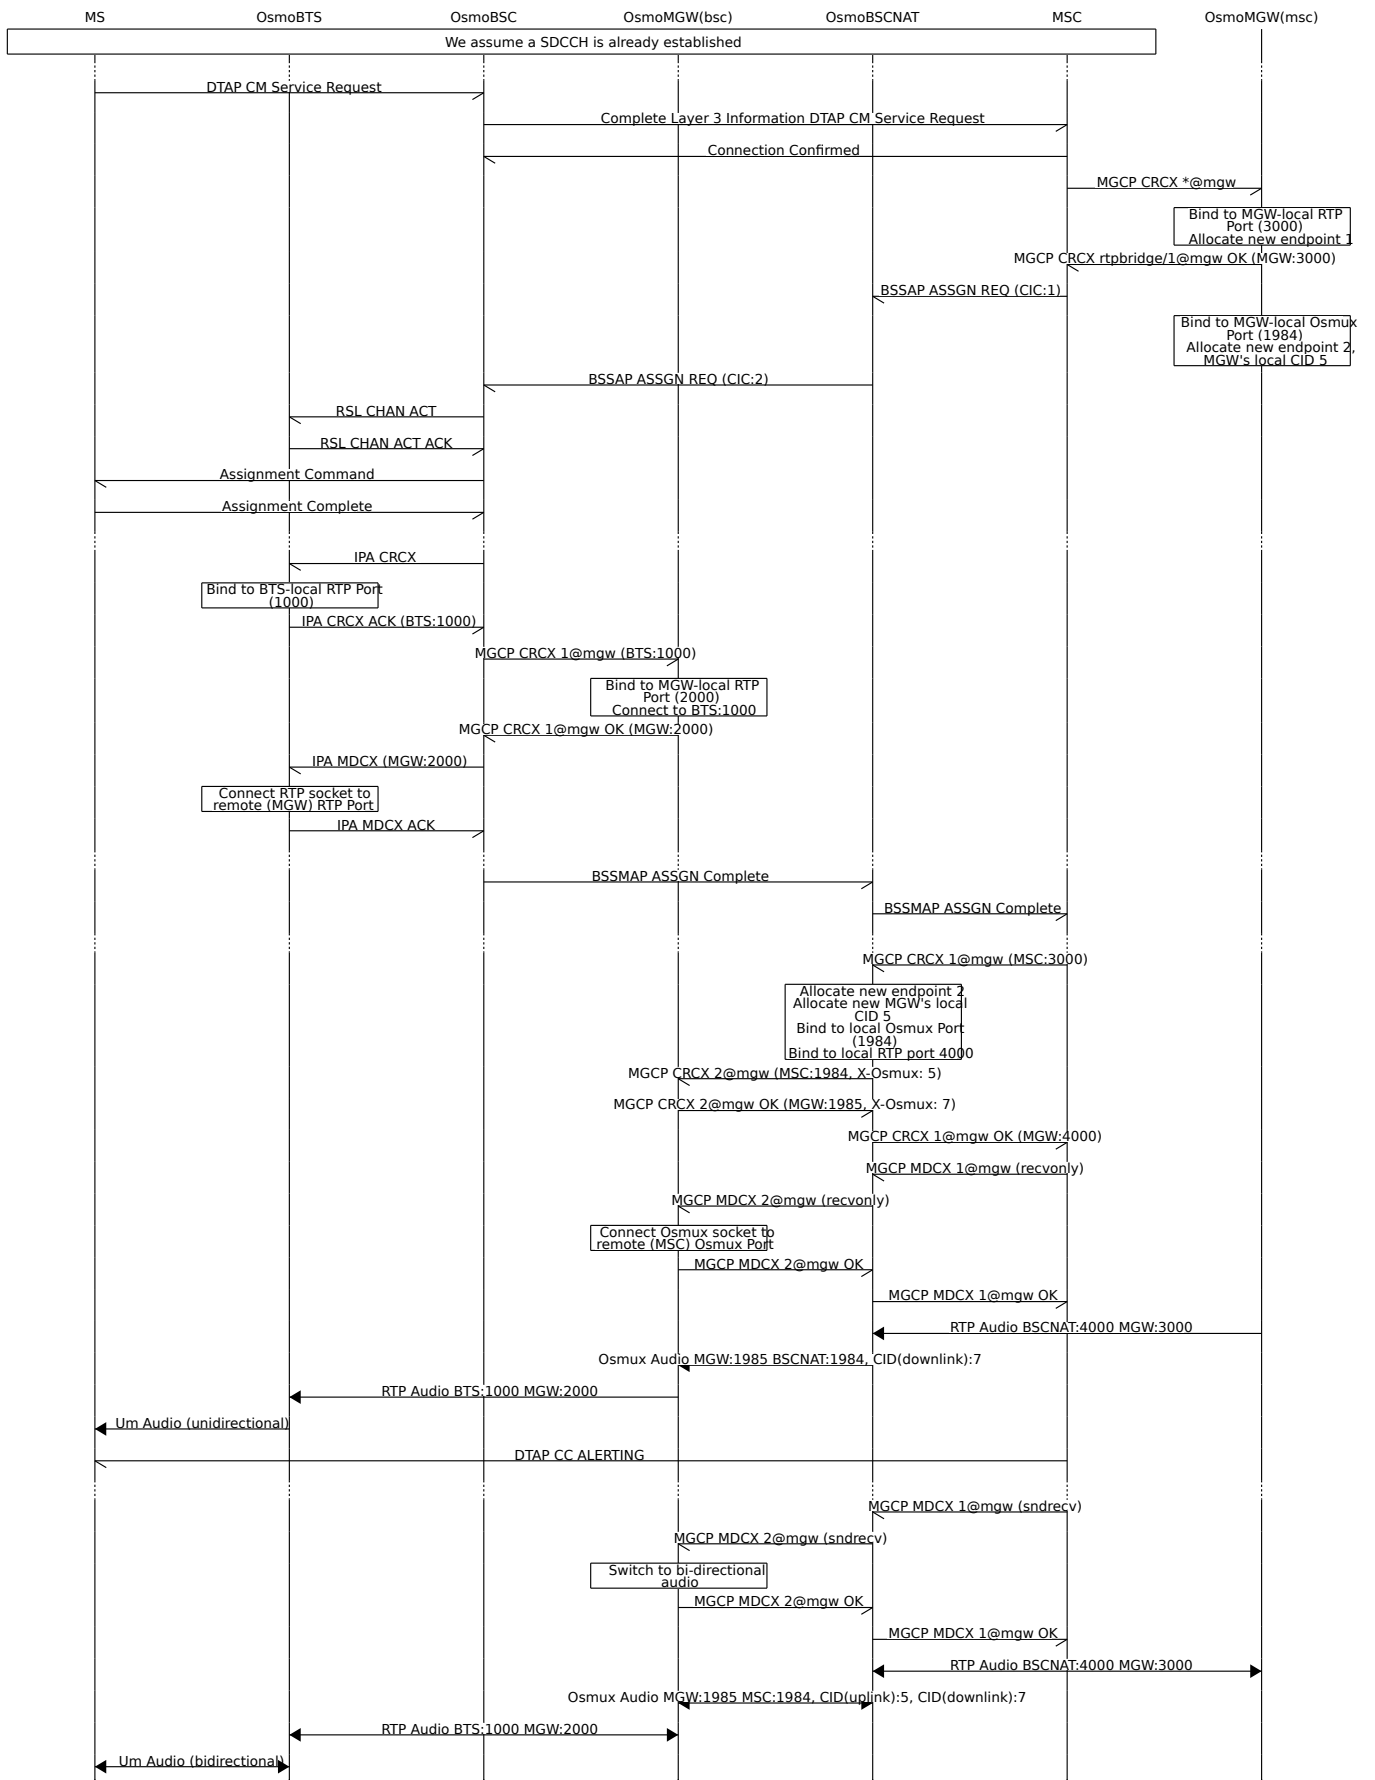 MS OsmoBTS OsmoBSC OsmoMGW(bsc) OsmoBSCNAT MSC OsmoMGW(msc)
We assume a SDCCH is already established
DTAP CM Service Request
Complete Layer 3 Information DTAP CM Service Request
Connection Confirmed
MGCP CRCX *@mgw
Bind to MGW-local RTP
Port (3000)
Allocate new endpoint 1
MGCP CRCX rtpbridge/1@mgw OK (MGW:3000)
BSSAP ASSGN REQ (CIC:1)
Bind to MGW-local Osmux
Port (1984)
Allocate new endpoint 2,
MGW's local CID 5
BSSAP ASSGN REQ (CIC:2)
RSL CHAN ACT
RSL CHAN ACT ACK
Assignment Command
Assignment Complete
IPA CRCX
Bind to BTS-local RTP Port
(1000)
IPA CRCX ACK (BTS:1000)
MGCP CRCX 1@mgw (BTS:1000)
Bind to MGW-local RTP
Port (2000)
Connect to BTS:1000
MGCP CRCX 1@mgw OK (MGW:2000)
IPA MDCX (MGW:2000)
Connect RTP socket to
remote (MGW) RTP Port
IPA MDCX ACK
BSSMAP ASSGN Complete
BSSMAP ASSGN Complete
MGCP CRCX 1@mgw (MSC:3000)
Allocate new endpoint 2
Allocate new MGW's local
CID 5
Bind to local Osmux Port
(1984)
Bind to local RTP port 4000
MGCP CRCX 2@mgw (MSC:1984, X-Osmux: 5)
MGCP CRCX 2@mgw OK (MGW:1985, X-Osmux: 7)
MGCP CRCX 1@mgw OK (MGW:4000)
MGCP MDCX 1@mgw (recvonly)
MGCP MDCX 2@mgw (recvonly)
Connect Osmux socket to
remote (MSC) Osmux Port
MGCP MDCX 2@mgw OK
MGCP MDCX 1@mgw OK
RTP Audio BSCNAT:4000 MGW:3000
Osmux Audio MGW:1985 BSCNAT:1984, CID(downlink):7
RTP Audio BTS:1000 MGW:2000
Um Audio (unidirectional)
DTAP CC ALERTING
MGCP MDCX 1@mgw (sndrecv)
MGCP MDCX 2@mgw (sndrecv)
Switch to bi-directional
audio
MGCP MDCX 2@mgw OK
MGCP MDCX 1@mgw OK
RTP Audio BSCNAT:4000 MGW:3000
Osmux Audio MGW:1985 MSC:1984, CID(uplink):5, CID(downlink):7
RTP Audio BTS:1000 MGW:2000
Um Audio (bidirectional)